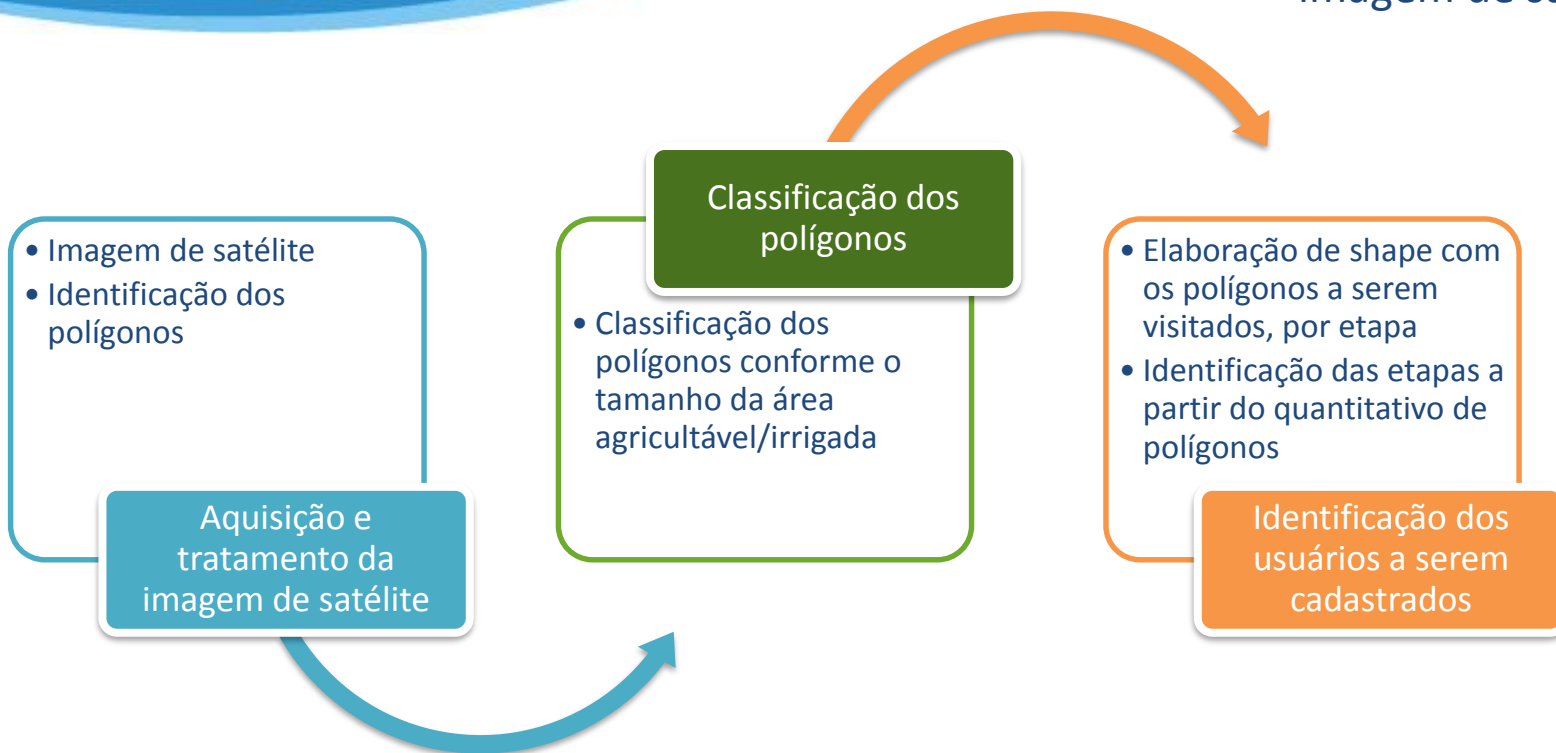 • Imagem de satélite
• Identificação dos
polígonos
Aquisição e
tratamento da
imagem de satélite
Classificação dos
polígonos
• Classificação dos
polígonos conforme o
tamanho da área
agricultável/irrigada
• Elaboração de shape com
os polígonos a serem
visitados, por etapa
• Identificação das etapas a
partir do quantitativo de
polígonos
Identificação dos
usuários a serem
cadastrados